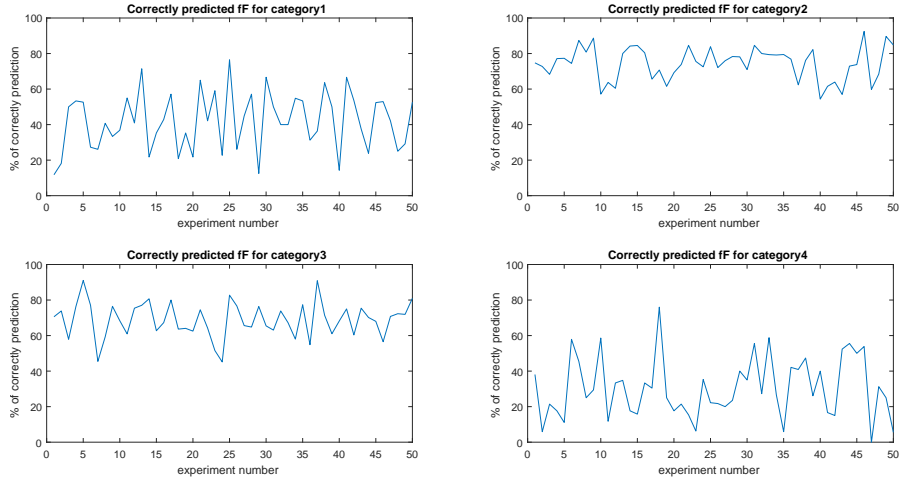 Correctly predicted fF for category1
100
80
60
40
20
0
% of correctly prediction
0 5 10 15 20 25 30 35 40 45 50
experiment number
Correctly predicted fF for category2
100
80
60
40
20
0
% of correctly prediction
0 5 10 15 20 25 30 35 40 45 50
experiment number
Correctly predicted fF for category3
100
80
60
40
20
0
% of correctly prediction
0 5 10 15 20 25 30 35 40 45 50
experiment number
Correctly predicted fF for category4
100
80
60
40
20
0
% of correctly prediction
0 5 10 15 20 25 30 35 40 45 50
experiment number